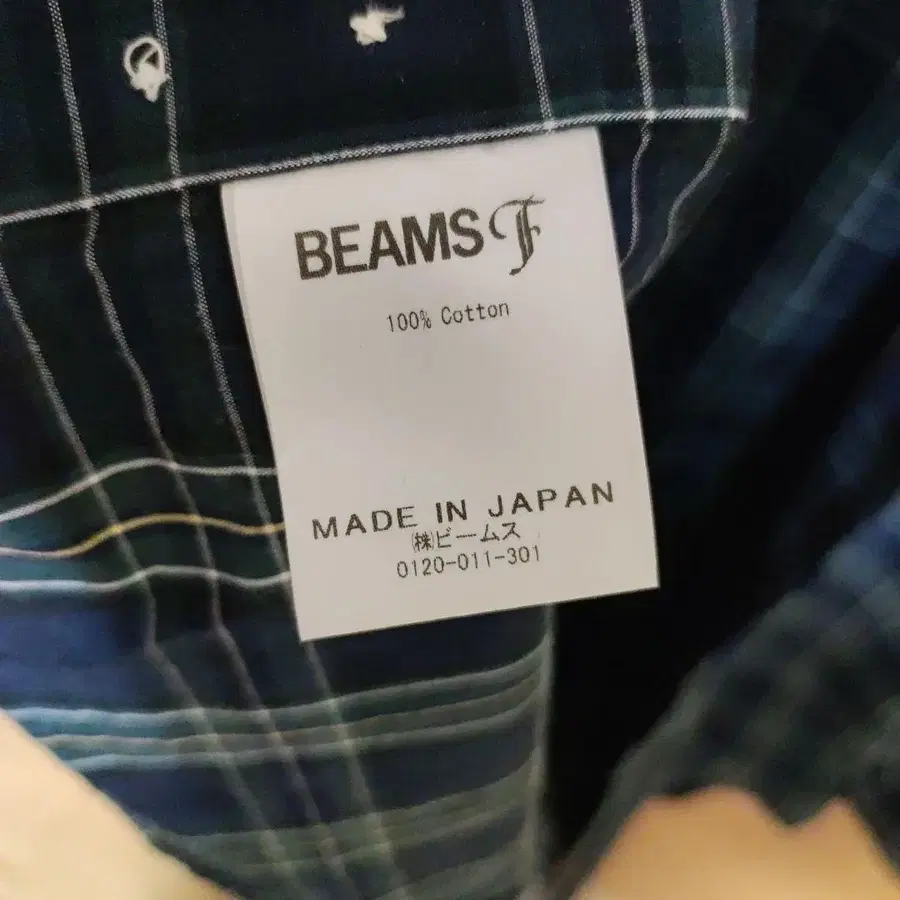 BEAMS F
100% Cotton
MADE IN JAPAN
㈱ビームス
0120-011-301